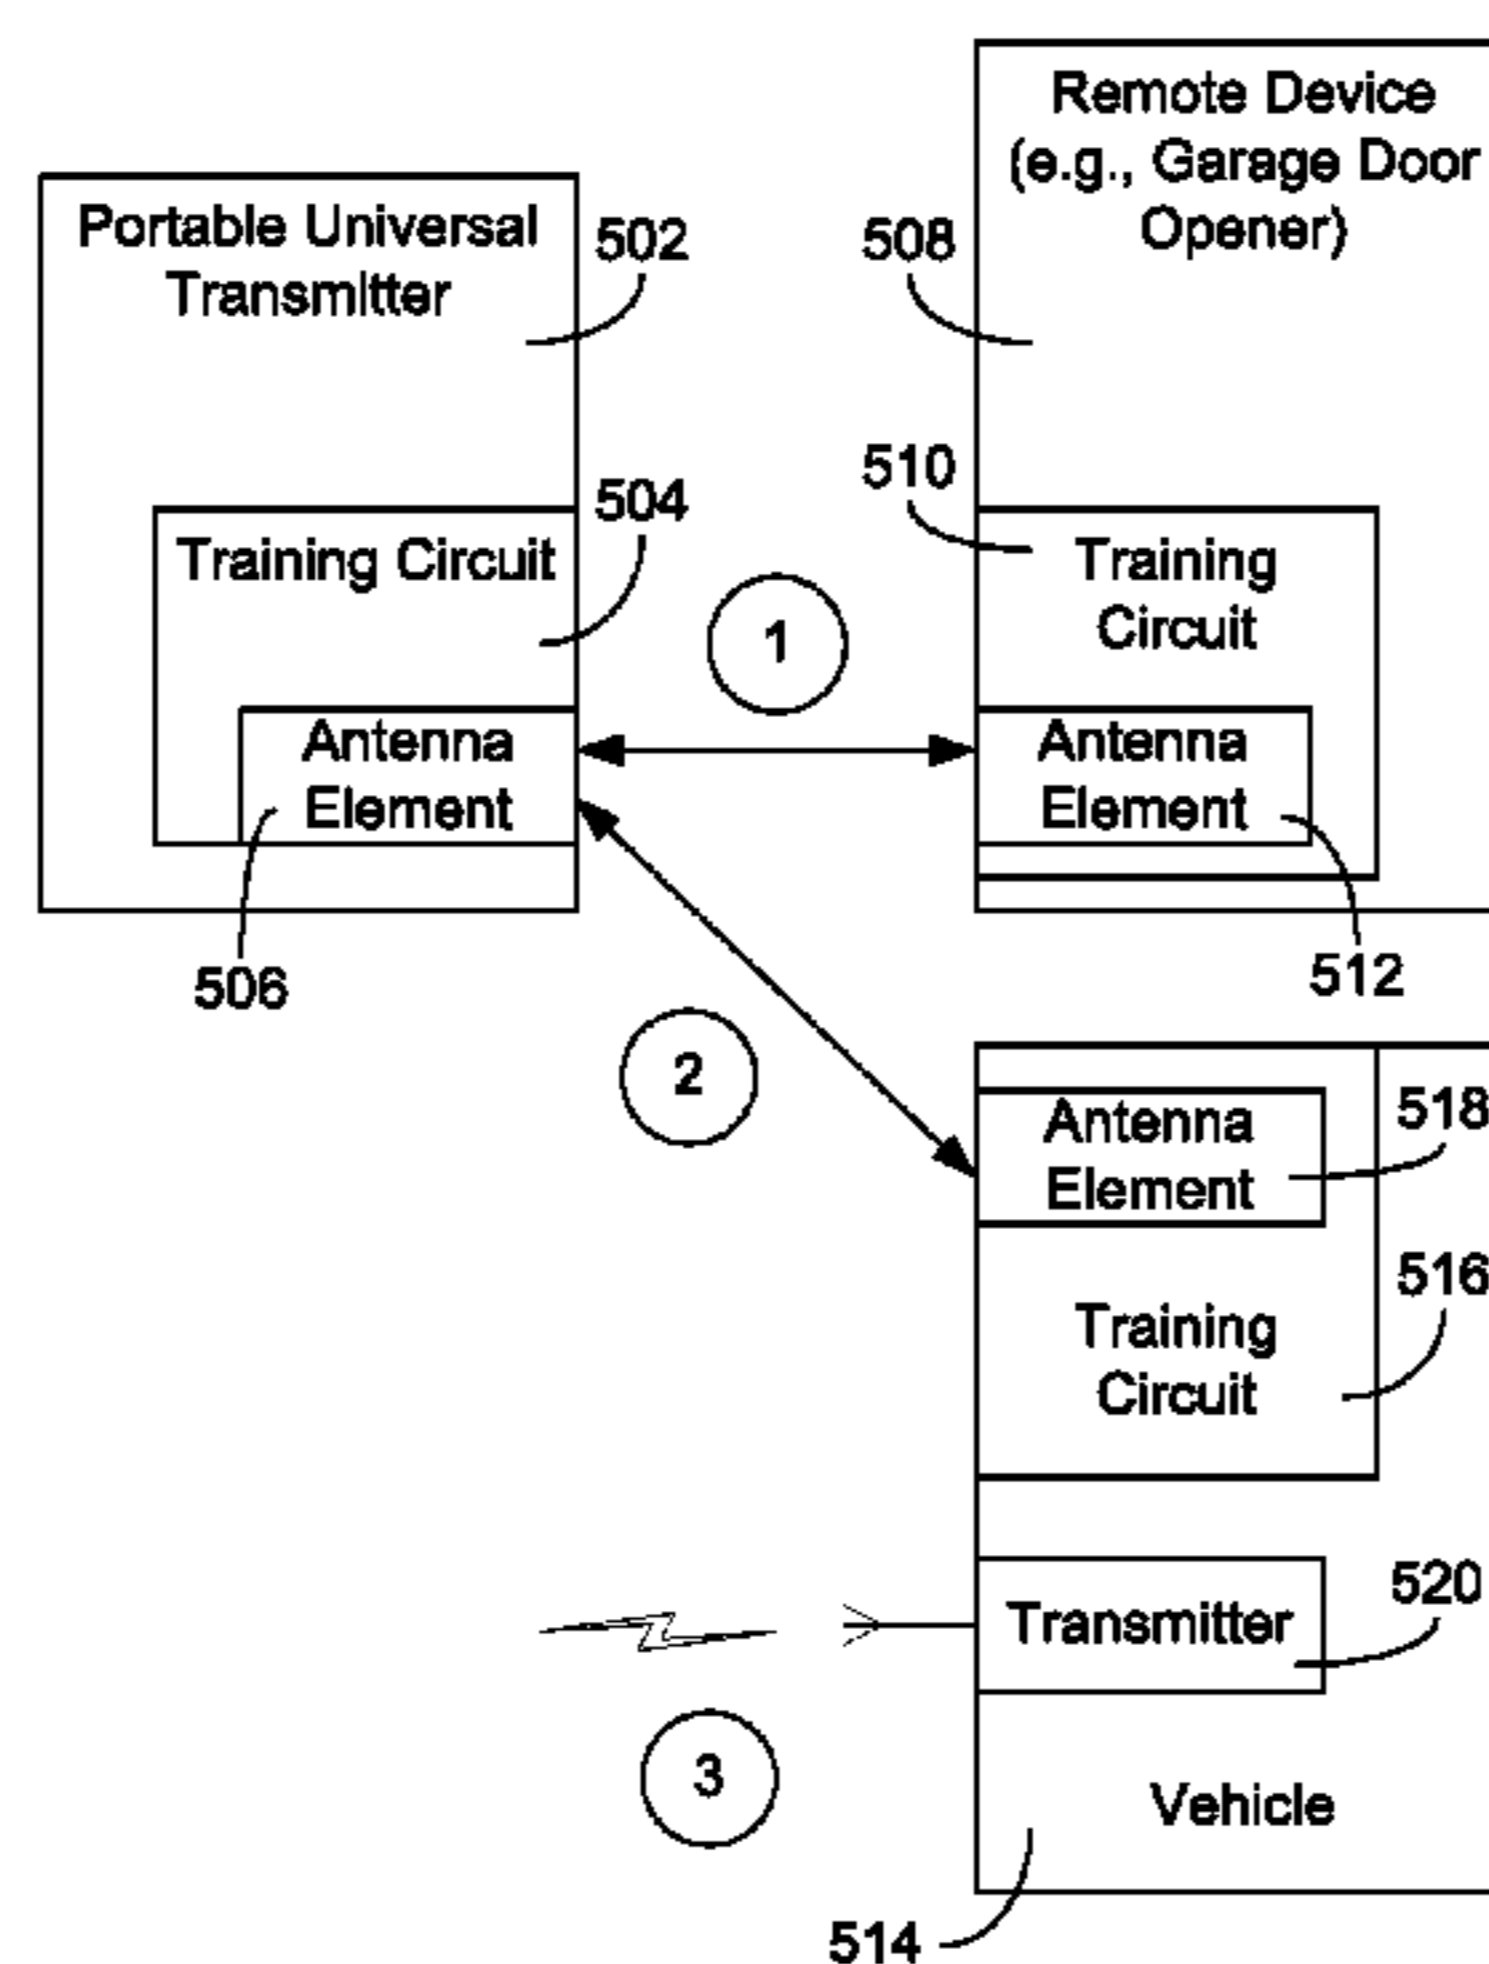 Remote Device
(e.g., Garage Door
Opener)
Portable Universal
Transmitter
502
508
504
510
Training Circuit
Training
Circuit
1
Antenna
Element
Antenna
Element
506
512
2
Antenna
Element
518
516
Training
Circuit
520
Transmitter
3
Vehicle
514